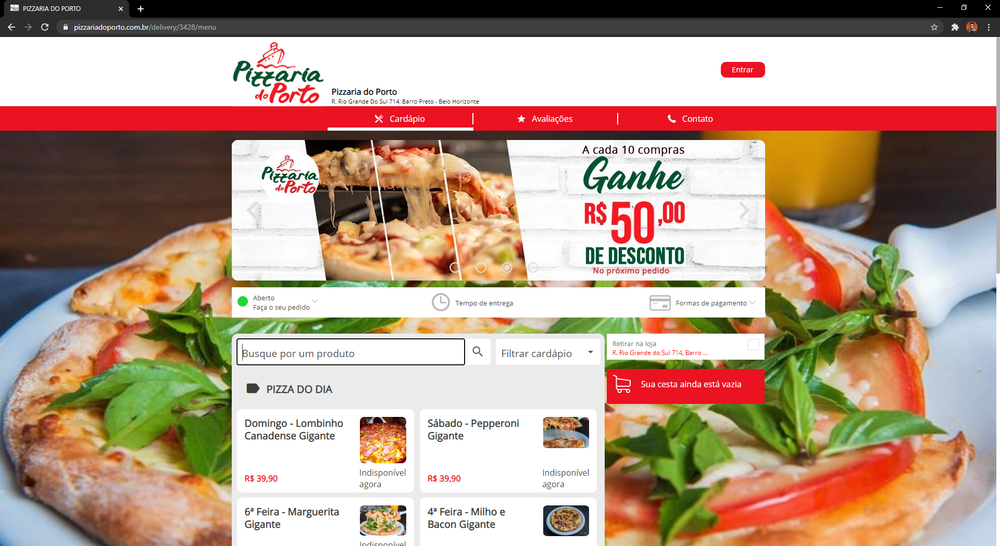 PIZZARIA DO PORTO
pizzariadoporto.com.br/delivery/3428/menu
Pizzaria
do Porto
Pizzaria do Porto
R. Rio Grande Do Sul 714, Barro Preto - Belo Horizonte
Entrar
Cardápio
Avaliações
Contato
Pizzaria
do Porto
A cada 10 compras
Ganhe
R$ 50,00
DE DESCONTO
No próximo pedido
Aberto
Faça o seu pedido
Tempo de entrega
Formas de pagamento
Busque por um produto
Filtrar cardápio
Retirar na loja
R. Rio Grande do Sul 714, Barro ...
Sua cesta ainda está vazia
PIZZA DO DIA
Domingo - Lombinho
Canadense Gigante
R$ 39,90
Indisponível
agora
Sábado - Pepperoni
Gigante
R$ 39,90
Indisponível
agora
6ª Feira - Marguerita
Gigante
Indisponível
4ª Feira - Milho e
Bacon Gigante